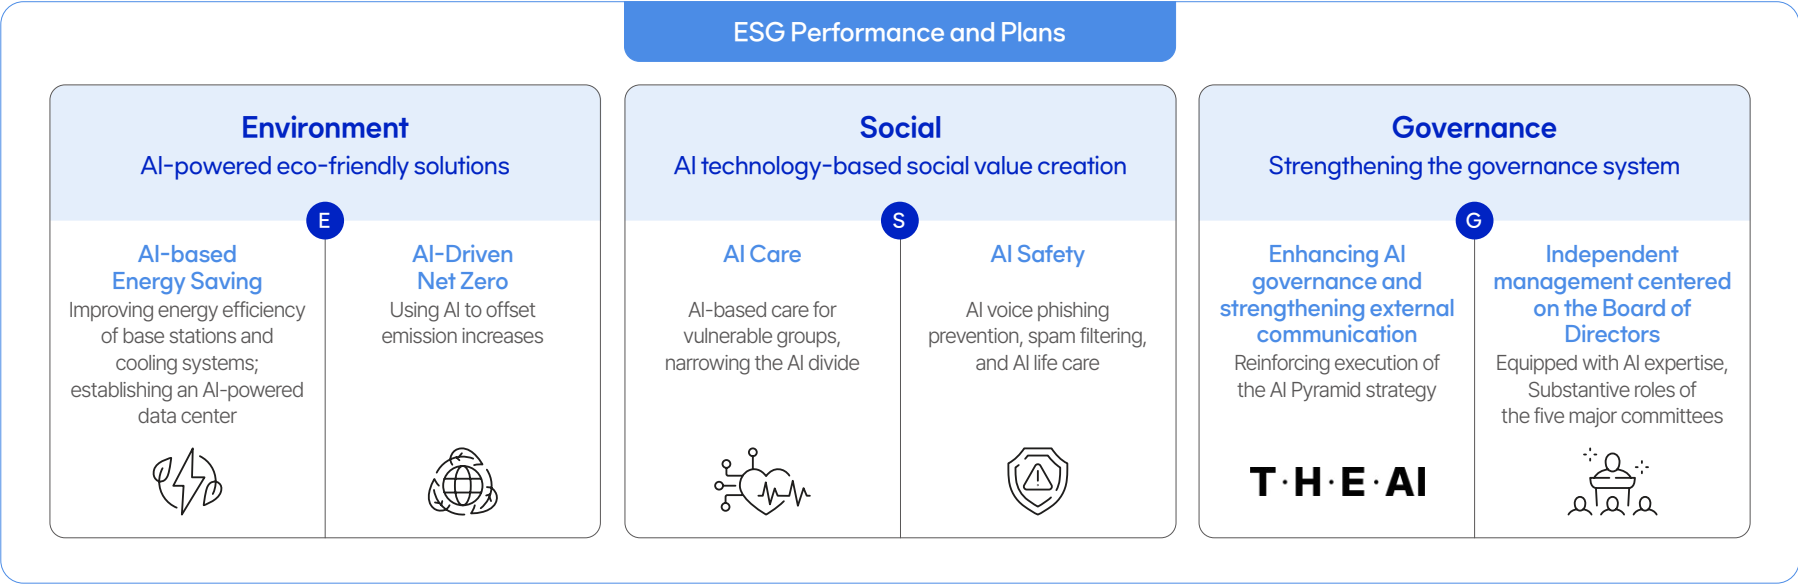 ESG Performance and Plans
Environment
AI-powered eco-friendly solutions
E
AI-based
Energy Saving
Improving energy efficiency
of base stations and
cooling systems;
establishing an AI-powered
data center
AI-Driven
Net Zero
Using AI to offset
emission increases
Social
AI technology-based social value creation
S
AI Care
AI-based care for
vulnerable groups,
narrowing the AI divide
AI Safety
AI voice phishing
prevention, spam filtering,
and AI life care
Governance
Strengthening the governance system
G
Enhancing AI
governance and
strengthening external
communication
Reinforcing execution of
the AI Pyramid strategy
T·H·E·AI
Independent
management centered
on the Board of
Directors
Equipped with AI expertise,
Substantive roles of
the five major committees